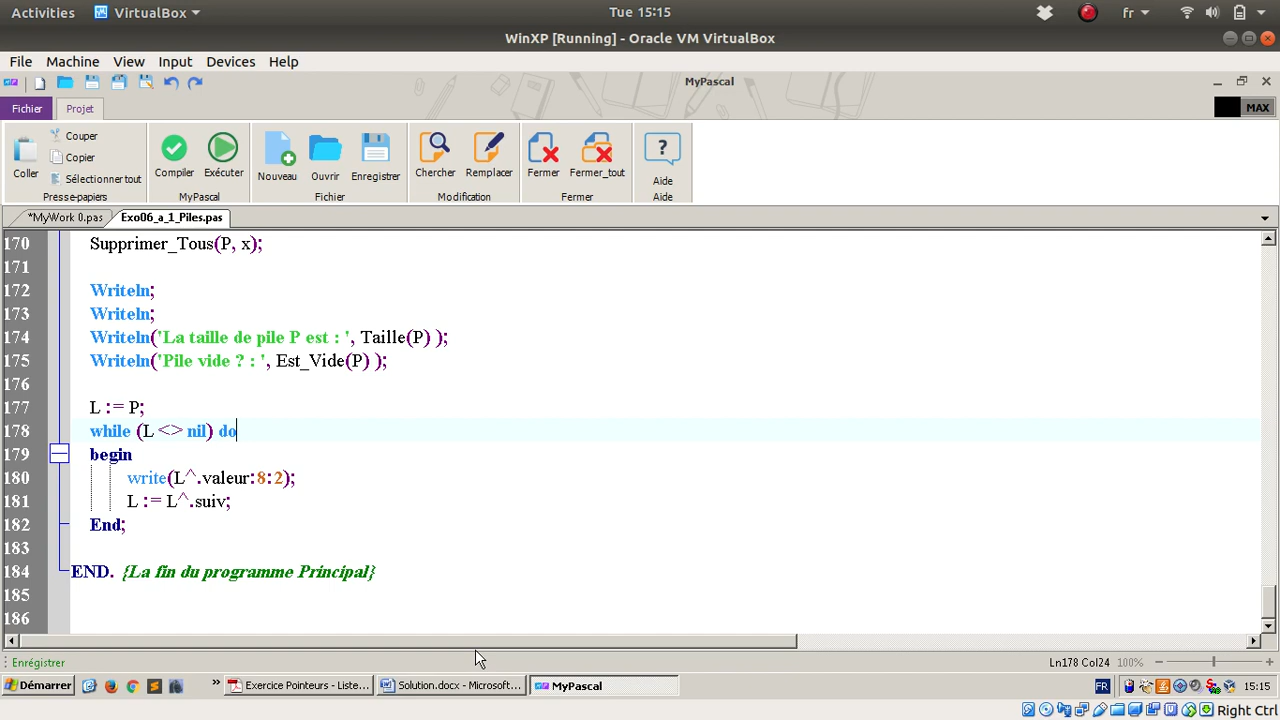 Activities VirtualBox Tue 15:15 fr
WinXP [Running] - Oracle VM VirtualBox
File Machine View Input Devices Help
MyPascal
Fichier Projet MAX
Coller Couper Copier Sélectionner tout Compiler Exécuter Nouveau Ouvrir Enregistrer Chercher Remplacer Fermer Fermer_tout ? Aide
Presse-papiers MyPascal Fichier Modification Fermer Aide
*MyWork 0.pas Exo06_a_1_Piles.pas
170 Supprimer_Tous(P, x);
171
172 Writeln;
173 Writeln;
174 Writeln('La taille de pile P est : ', Taille(P) );
175 Writeln('Pile vide ? : ', Est_Vide(P) );
176
177 L := P;
178 while (L <> nil) do
179 begin
180 write(L^.valeur:8:2);
181 L := L^.suiv;
182 End;
183
184 END. {La fin du programme Principal}
185
186
Enrégistrer Ln178 Col24 100%
Démarrer » Exercice Pointeurs - Liste... Solution.docx - Microsoft... MyPascal FR 15:15
Right Ctrl